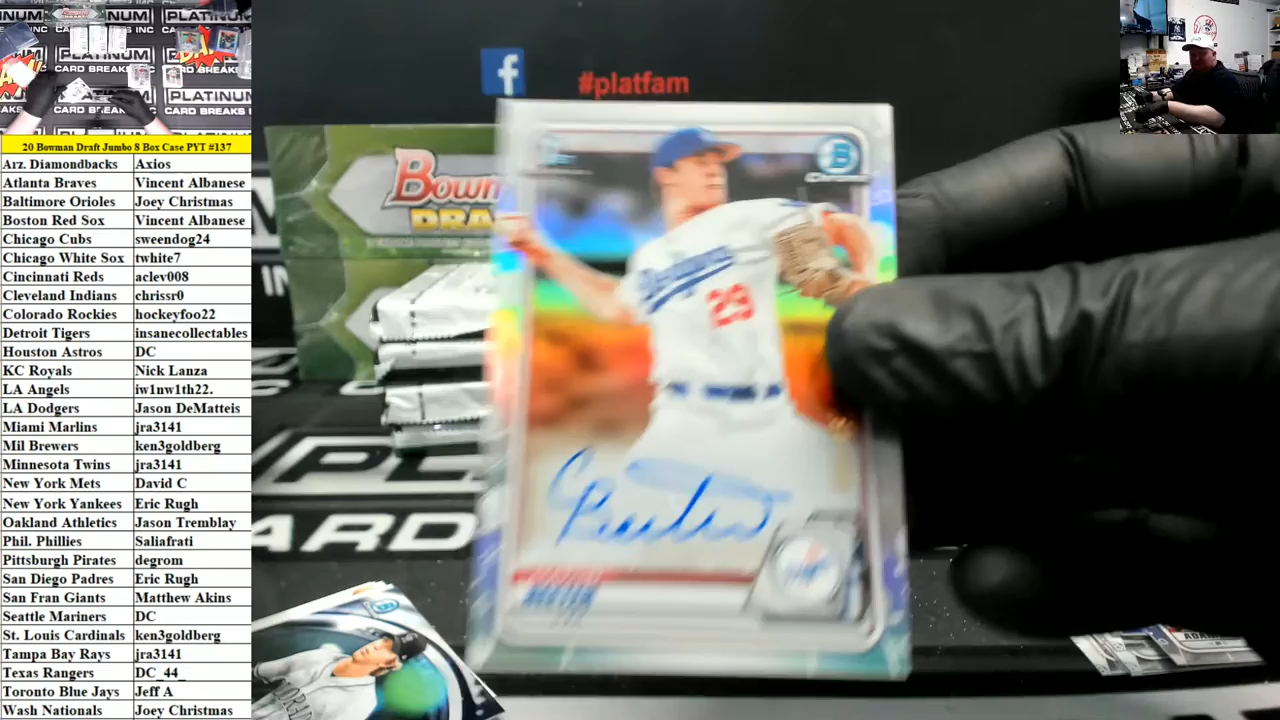 20 Bowman Draft Jumbo 8 Box Case PYT #137
Arz. Diamondbacks Axios
Atlanta Braves Vincent Albanese
Baltimore Orioles Joey Christmas
Boston Red Sox Vincent Albanese
Chicago Cubs sweendog24
Chicago White Sox twhite7
Cincinnati Reds aclev008
Cleveland Indians chrissr0
Colorado Rockies hockeyfoo22
Detroit Tigers insanecollectables
Houston Astros DC
KC Royals Nick Lanza
LA Angels iw1nw1th22.
LA Dodgers Jason DeMatteis
Miami Marlins jra3141
Mil Brewers ken3goldberg
Minnesota Twins jra3141
New York Mets David C
New York Yankees Eric Rugh
Oakland Athletics Jason Tremblay
Phil. Phillies Saliafrati
Pittsburgh Pirates degrom
San Diego Padres Eric Rugh
San Fran Giants Matthew Akins
Seattle Mariners DC
St. Louis Cardinals ken3goldberg
Tampa Bay Rays jra3141
Texas Rangers DC_44_
Toronto Blue Jays Jeff A
Wash Nationals Joey Christmas
PLATINUM
CARD BREAKS INC
f
#platfam
Bown
DRA
B
Dodgers
29
PL
ARD